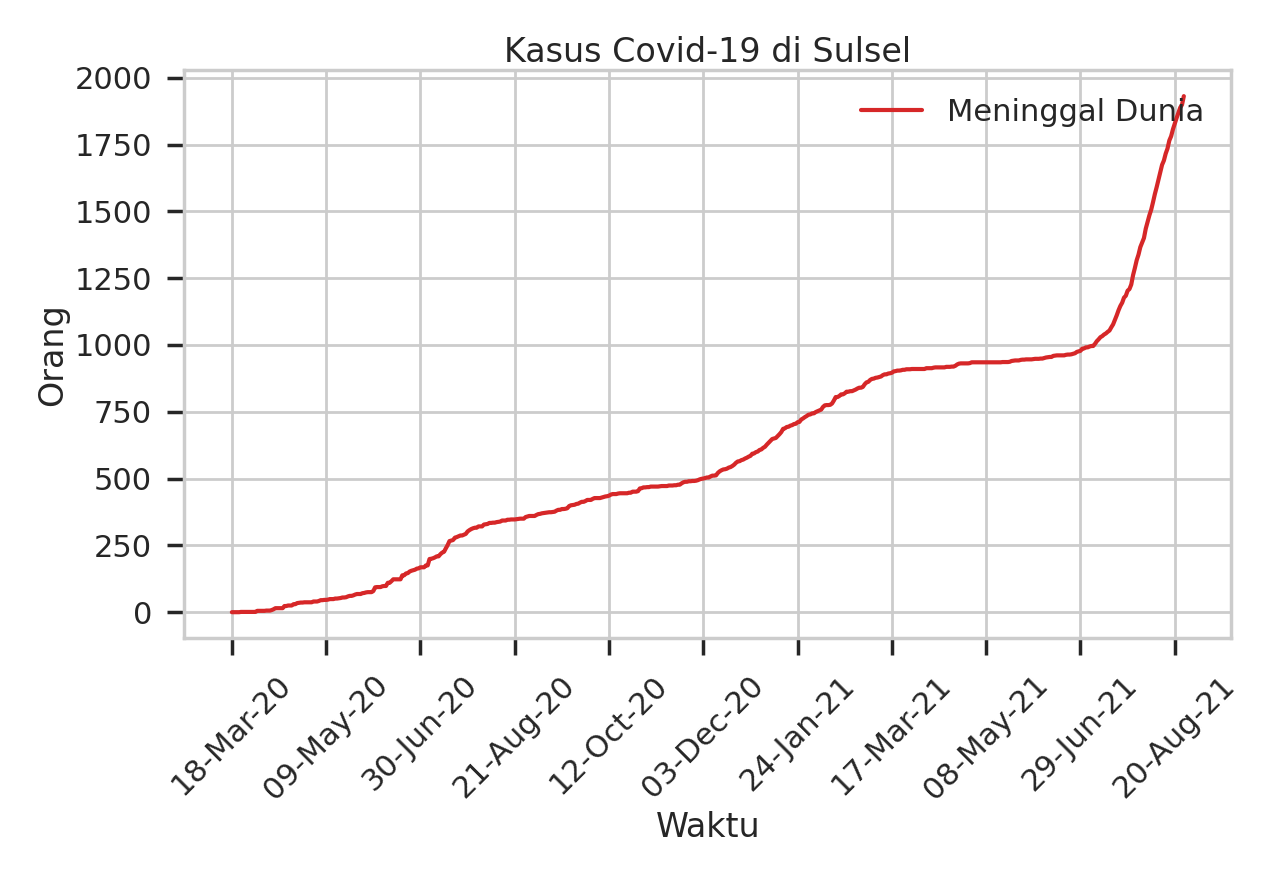 Kasus Covid-19 di Sulsel
Meninggal Dunia
Orang
2000
1750
1500
1250
1000
750
500
250
0
18-Mar-20
09-May-20
30-Jun-20
21-Aug-20
12-Oct-20
03-Dec-20
24-Jan-21
17-Mar-21
08-May-21
29-Jun-21
20-Aug-21
Waktu